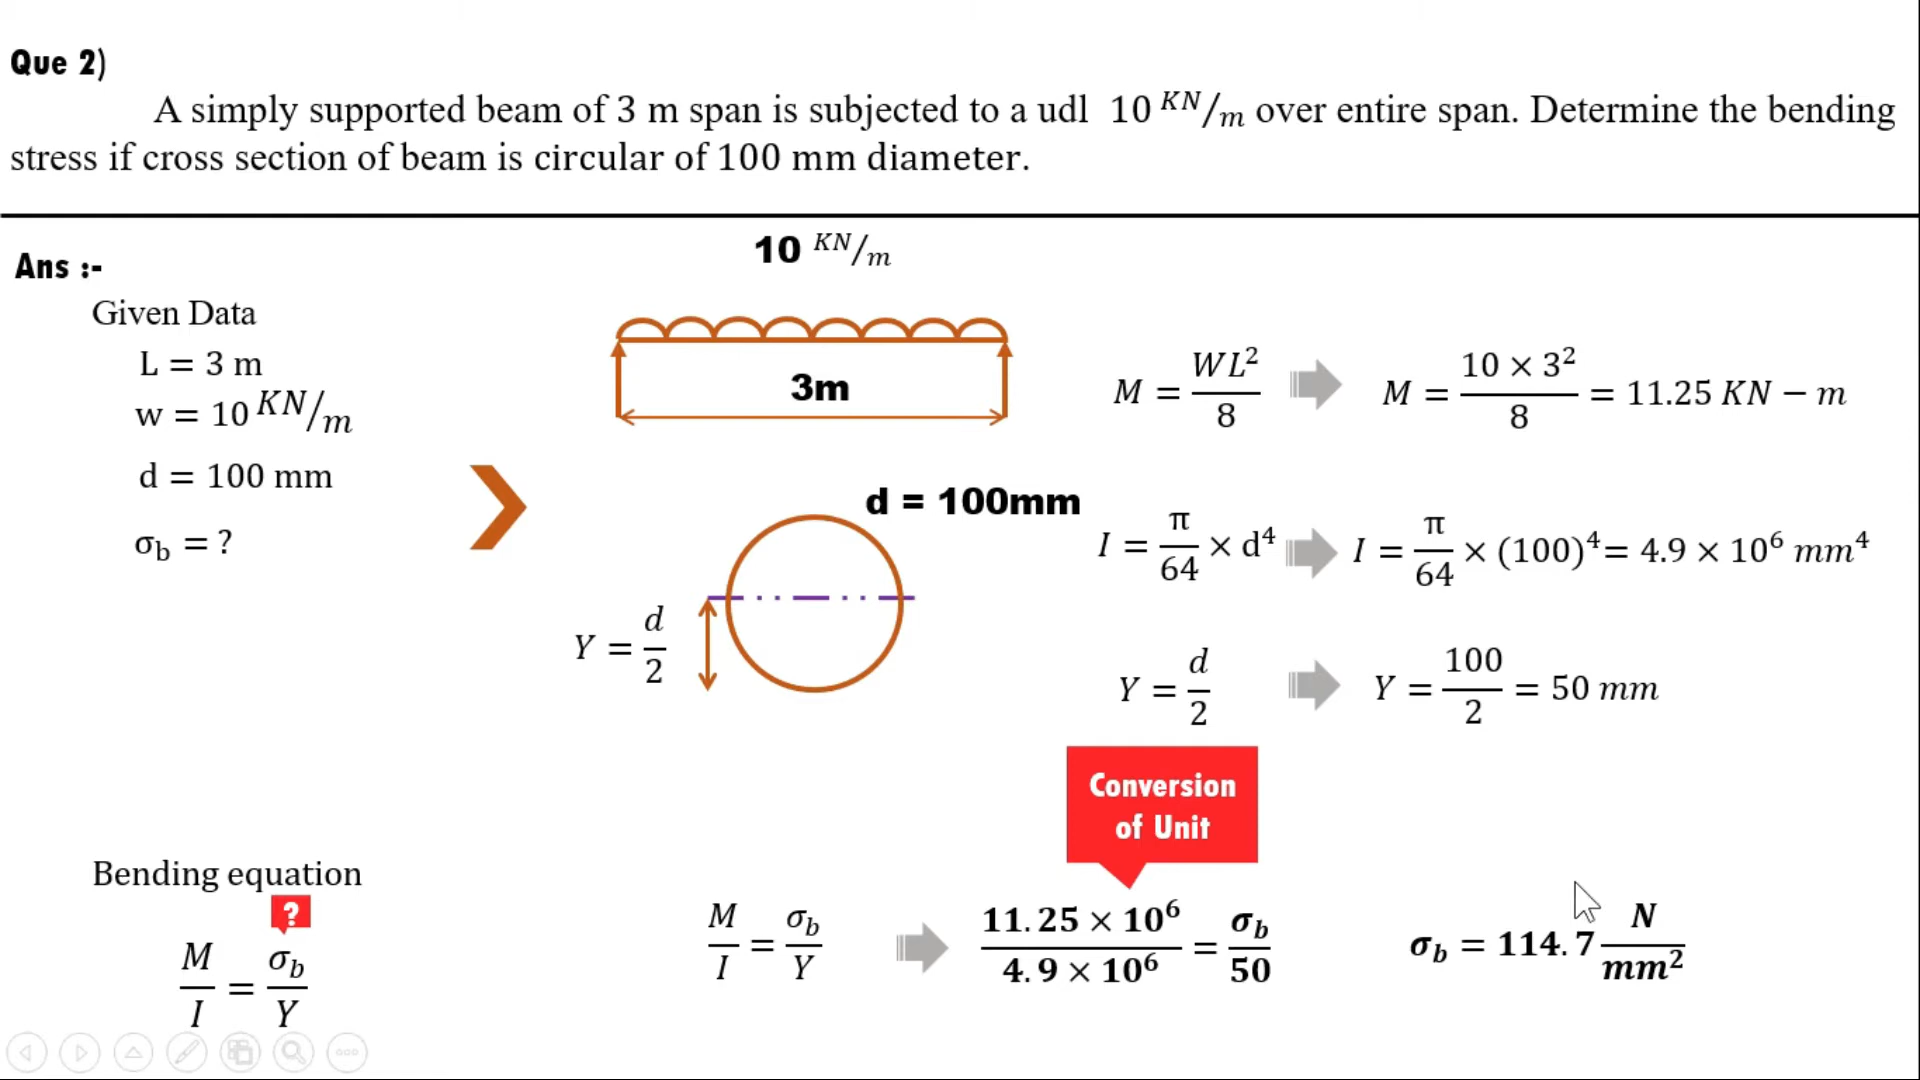 Que 2)
A simply supported beam of 3 m span is subjected to a udl 10 KN/m over entire span. Determine the bending
stress if cross section of beam is circular of 100 mm diameter.
Ans :-
Given Data
L = 3 m
w = 10 KN/m
d = 100 mm
σb = ?
10 KN/m
3m
d = 100mm
Y = d/2
M = WL²/8
M = 10 × 3²/8 = 11.25 KN − m
I = π/64 × d⁴
I = π/64 × (100)⁴ = 4.9 × 10⁶ mm⁴
Y = d/2
Y = 100/2 = 50 mm
Conversion
of Unit
Bending equation
?
M/I = σb/Y
M/I = σb/Y
11.25 × 10⁶/4.9 × 10⁶ = σb/50
σb = 114.7 N/mm²